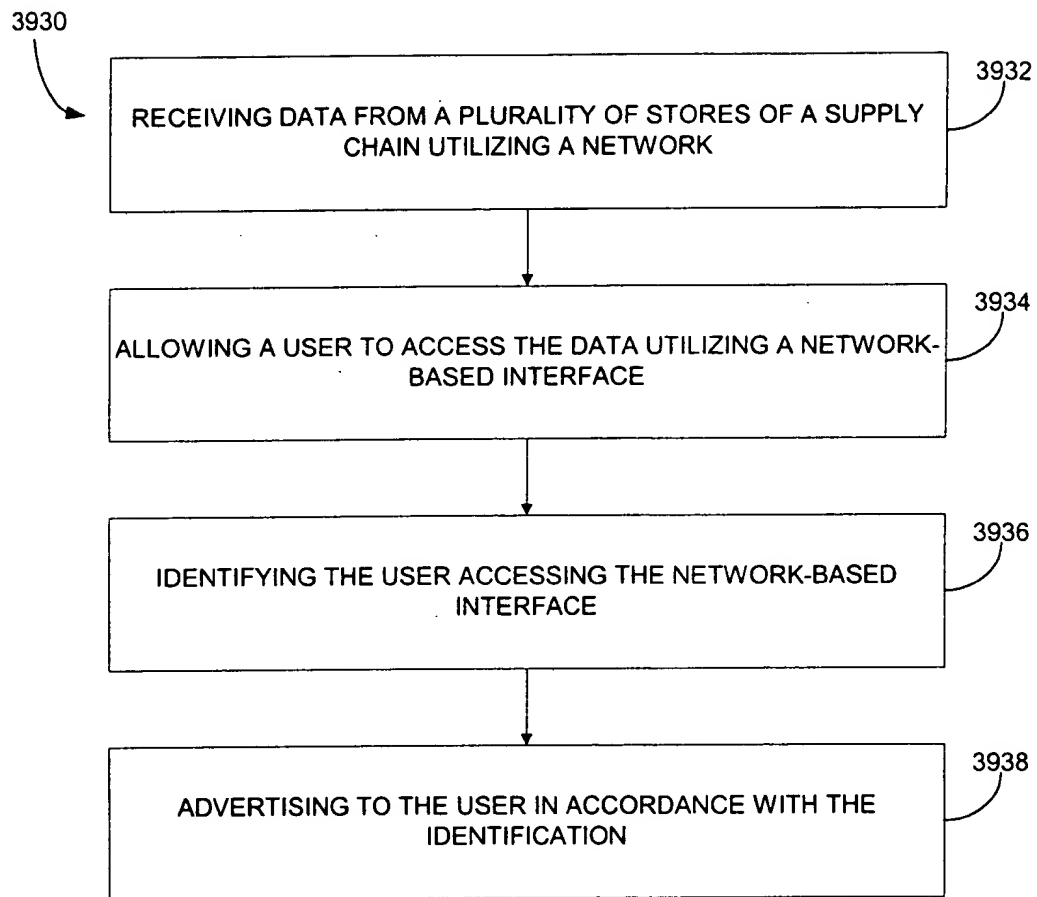 3930
3932
RECEIVING DATA FROM A PLURALITY OF STORES OF A SUPPLY
CHAIN UTILIZING A NETWORK
3934
ALLOWING A USER TO ACCESS THE DATA UTILIZING A NETWORK-
BASED INTERFACE
3936
IDENTIFYING THE USER ACCESSING THE NETWORK-BASED
INTERFACE
3938
ADVERTISING TO THE USER IN ACCORDANCE WITH THE
IDENTIFICATION